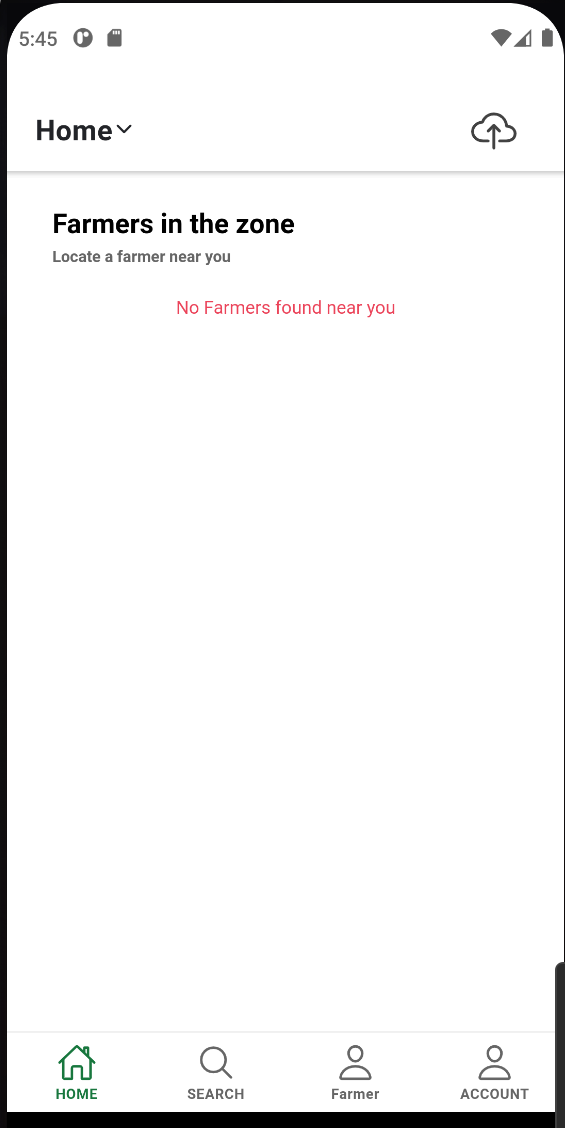 5:45
Home
Farmers in the zone
Locate a farmer near you
No Farmers found near you
HOME SEARCH Farmer ACCOUNT